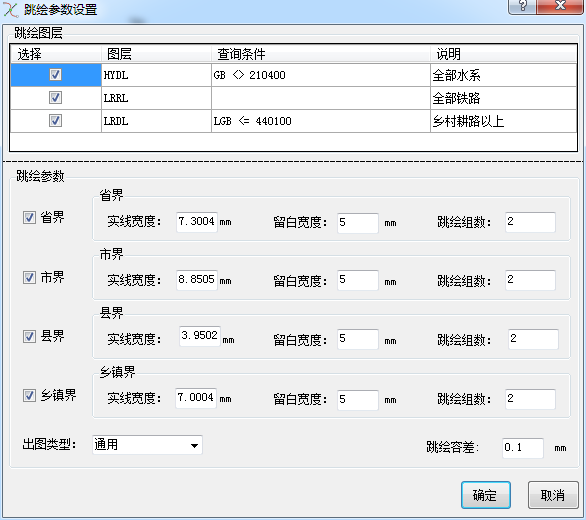 跳绘参数设置
跳绘图层
选择 图层 查询条件 说明
HYDL GB <> 210400 全部水系
LRRL 全部铁路
LRDL LGB <= 440100 乡村耕路以上
跳绘参数
省界
省界 实线宽度: 7.3004 mm 留白宽度: 5 mm 跳绘组数: 2
市界
市界 实线宽度: 8.8505 mm 留白宽度: 5 mm 跳绘组数: 2
县界
县界 实线宽度: 3.9502 mm 留白宽度: 5 mm 跳绘组数: 2
乡镇界
乡镇界 实线宽度: 7.0004 mm 留白宽度: 5 mm 跳绘组数: 2
出图类型: 通用 跳绘容差: 0.1 mm
确定 取消